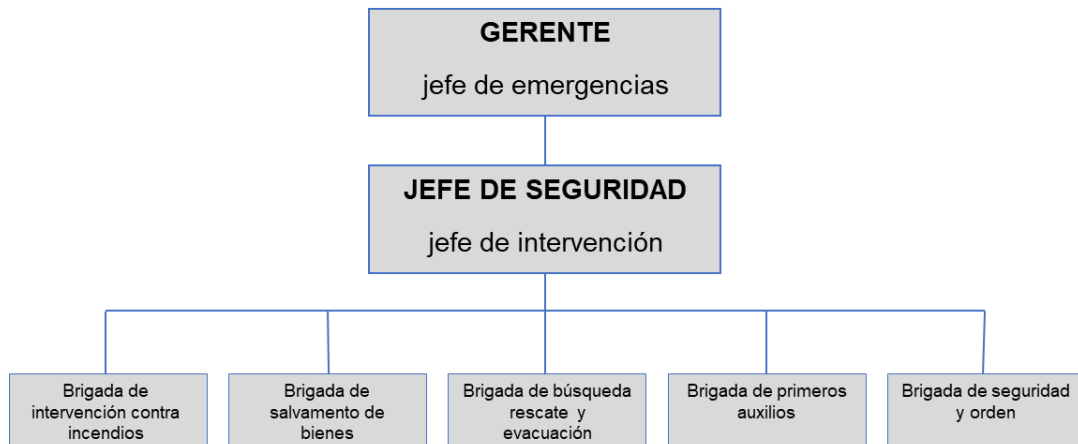 GERENTE
jefe de emergencias
JEFE DE SEGURIDAD
jefe de intervención
Brigada de
intervención contra
incendios
Brigada de
salvamento de
bienes
Brigada de búsqueda
rescate y
evacuación
Brigada de primeros
auxilios
Brigada de seguridad
y orden